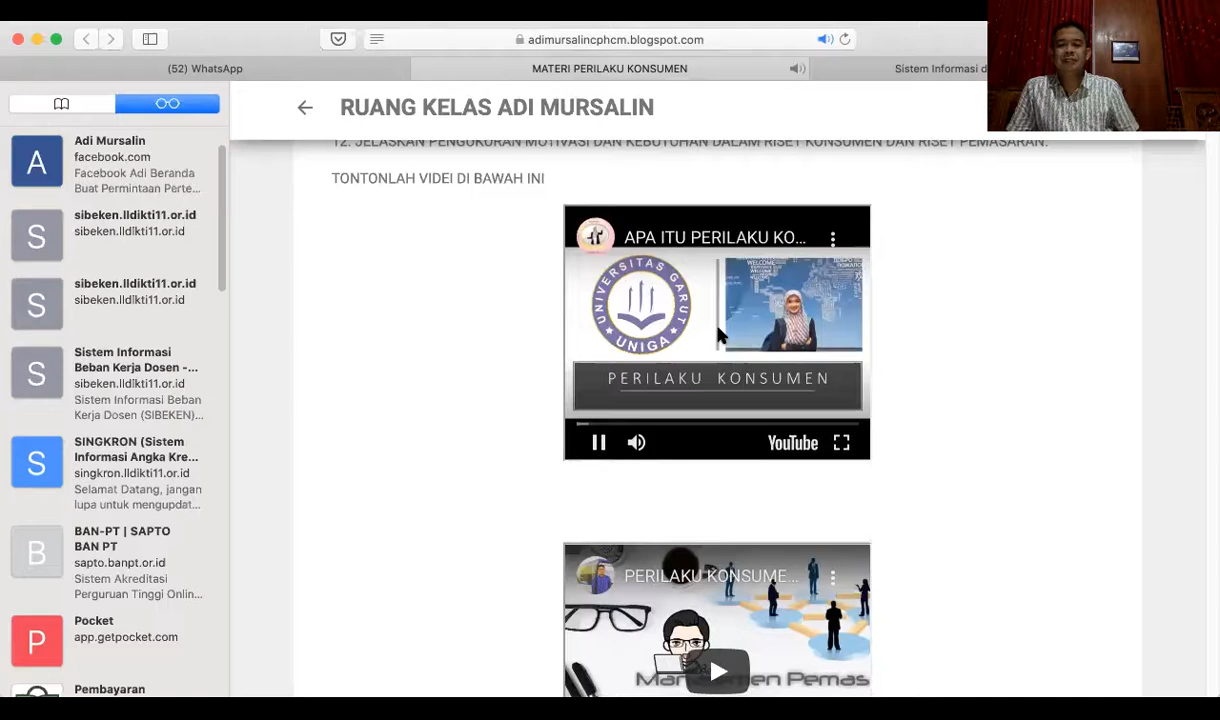 adimursalincphcm.blogspot.com
(52) WhatsApp
MATERI PERILAKU KONSUMEN
Sistem Informasi d
RUANG KELAS ADI MURSALIN
A
Adi Mursalin
facebook.com
Facebook Adi Beranda
Buat Permintaan Perte...
S
sibeken.lldikti11.or.id
sibeken.lldikti11.or.id
S
sibeken.lldikti11.or.id
sibeken.lldikti11.or.id
S
Sistem Informasi
Beban Kerja Dosen -...
sibeken.lldikti11.or.id
Sistem Informasi Beban
Kerja Dosen (SIBEKEN)...
S
SINGKRON (Sistem
Informasi Angka Kre...
singkron.lldikti11.or.id
Selamat Datang, jangan
lupa untuk mengupdat...
B
BAN-PT | SAPTO
BAN PT
sapto.banpt.or.id
Sistem Akreditasi
Perguruan Tinggi Onlin...
P
Pocket
app.getpocket.com
Pembayaran
12. JELASKAN PENGUKURAN MOTIVASI DAN KEBUTUHAN DALAM RISET KONSUMEN DAN RISET PEMASARAN.
TONTONLAH VIDEI DI BAWAH INI
APA ITU PERILAKU KO...
UNIVERSITAS GARUT
UNIGA
WELCOME
PERILAKU KONSUMEN
YouTube
PERILAKU KONSUME...
Manajemen Pemas